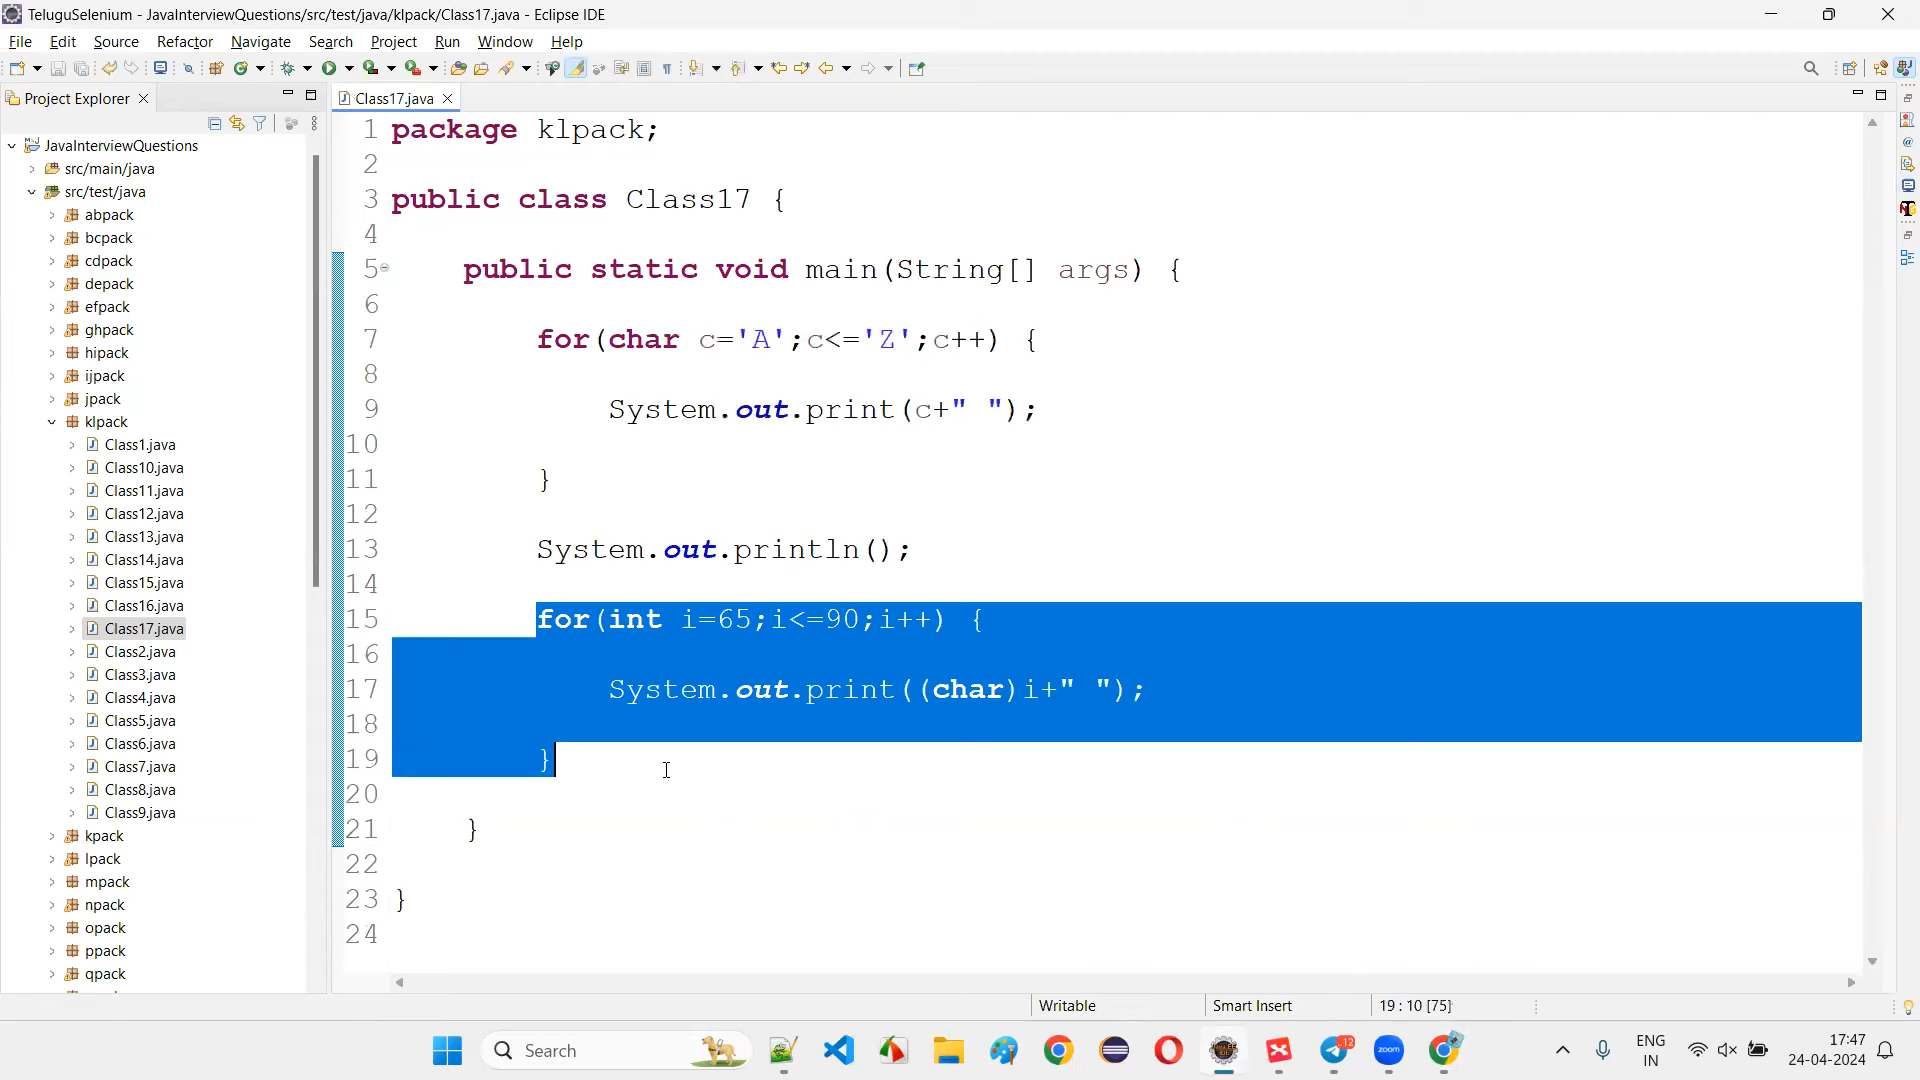 TeluguSelenium - JavaInterviewQuestions/src/test/java/klpack/Class17.java - Eclipse IDE
File Edit Source Refactor Navigate Search Project Run Window Help
Project Explorer
Class17.java
JavaInterviewQuestions
src/main/java
src/test/java
abpack
bcpack
cdpack
depack
efpack
ghpack
hipack
ijpack
jpack
klpack
Class1.java
Class10.java
Class11.java
Class12.java
Class13.java
Class14.java
Class15.java
Class16.java
Class17.java
Class2.java
Class3.java
Class4.java
Class5.java
Class6.java
Class7.java
Class8.java
Class9.java
kpack
lpack
mpack
npack
opack
ppack
qpack
1 package klpack;
2
3 public class Class17 {
4
5 public static void main(String[] args) {
6
7 for(char c='A';c<='Z';c++) {
8
9 System.out.print(c+" ");
10
11 }
12
13 System.out.println();
14
15 for(int i=65;i<=90;i++) {
16
17 System.out.print((char)i+" ");
18
19 }
20
21 }
22
23 }
24
Writable Smart Insert 19 : 10 [75]
Search
zoom
12
ENG
IN
17:47
24-04-2024